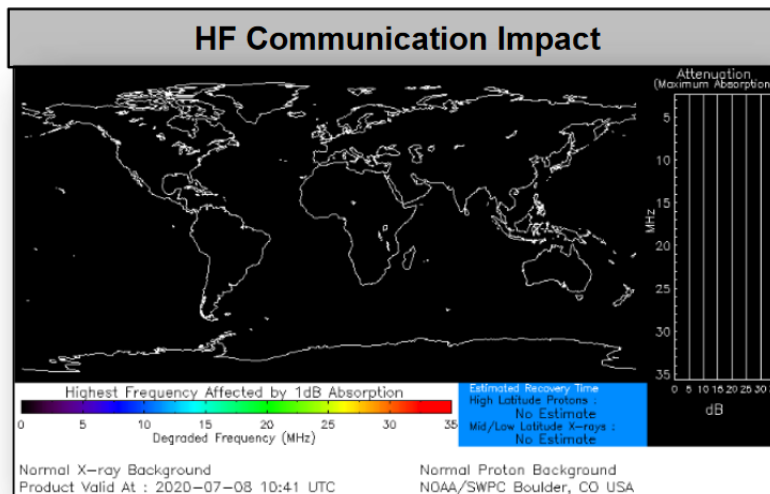 HF Communication Impact
Attenuation
(Maximum Absorption
5
10
15
20
25
30
35
MHz
0 5 10 15 20 25 30
dB
Highest Frequency Affected by 1dB Absorption
0 5 10 15 20 25 30 35
Degraded Frequency (MHz)
Estimated Recovery Time
High Latitude Protons :
No Estimate
Mid/Low Latitude X-rays :
No Estimate
Normal X-ray Background
Normal Proton Background
Product Valid At : 2020-07-08 10:41 UTC
NOAA/SWPC Boulder, CO USA